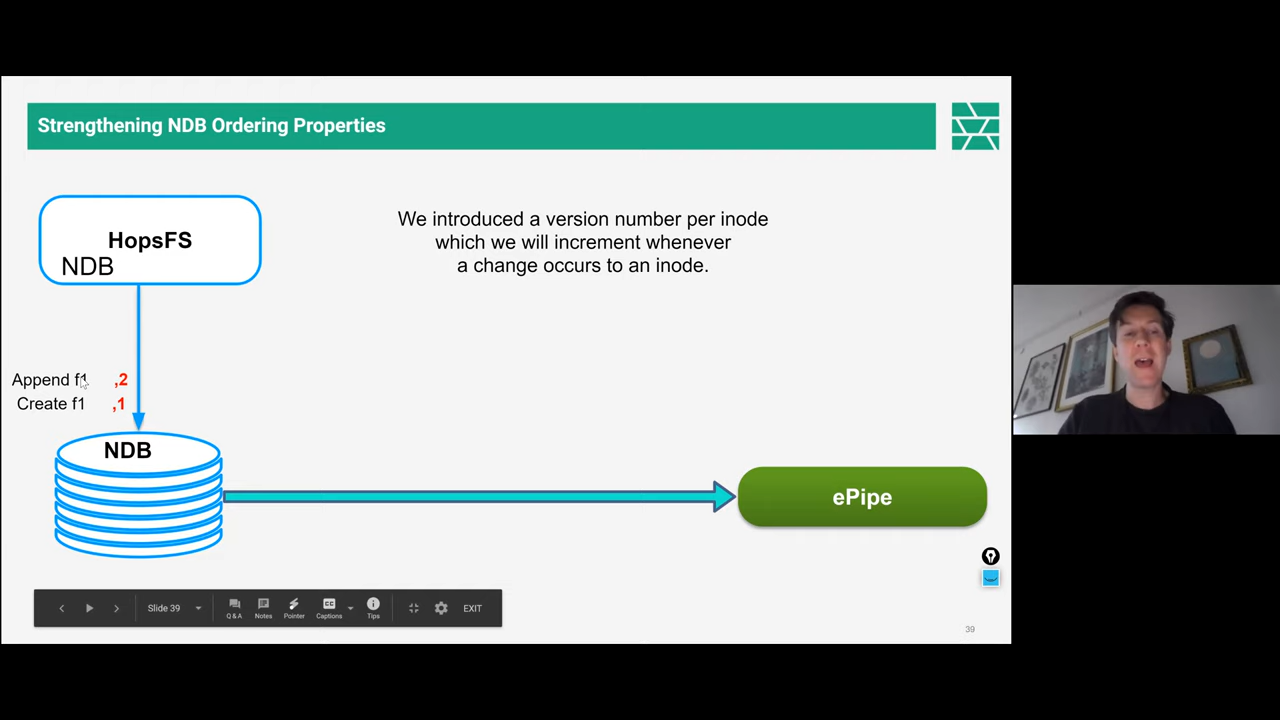 Strengthening NDB Ordering Properties
HopsFS
NDB
We introduced a version number per inode
which we will increment whenever
a change occurs to an inode.
Append f1 ,2
Create f1 ,1
NDB
ePipe
Slide 39
Q & A
Notes
Pointer
CC
Captions
Tips
EXIT
39